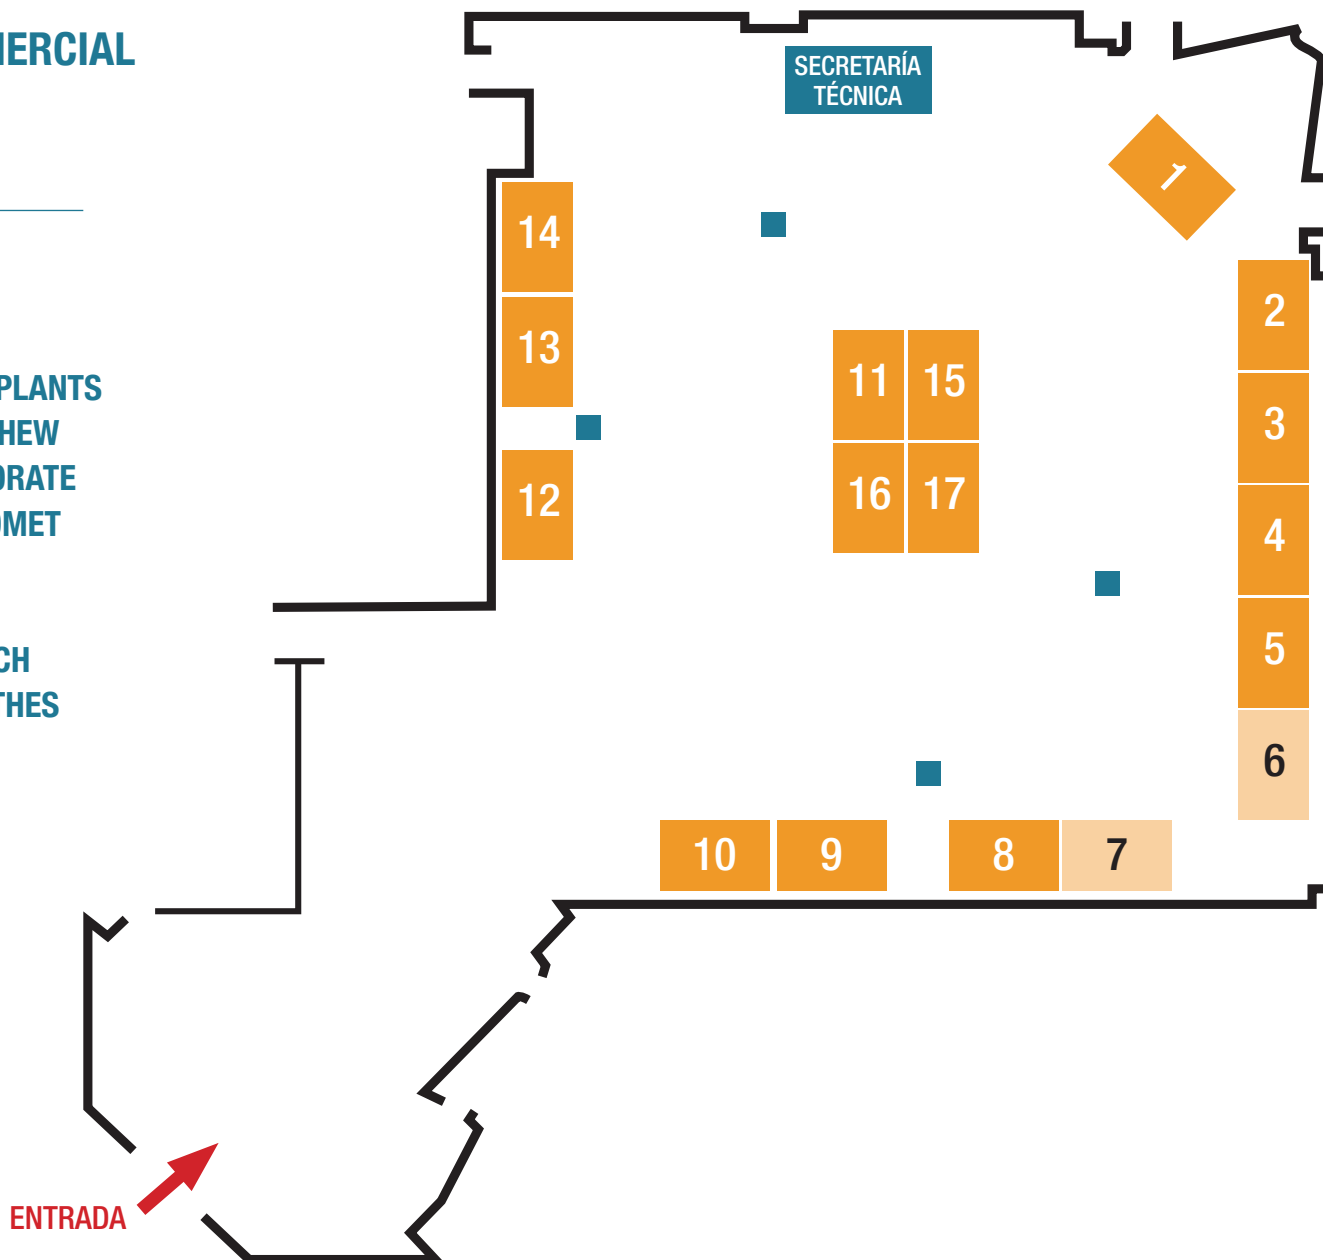 MERCIAL
PLANTS
HEW
ORATE
OMET
CH
THES
SECRETARÍA
TÉCNICA
1
14
2
13
11 15
3
12
16 17
4
5
6
10 9 8 7
ENTRADA